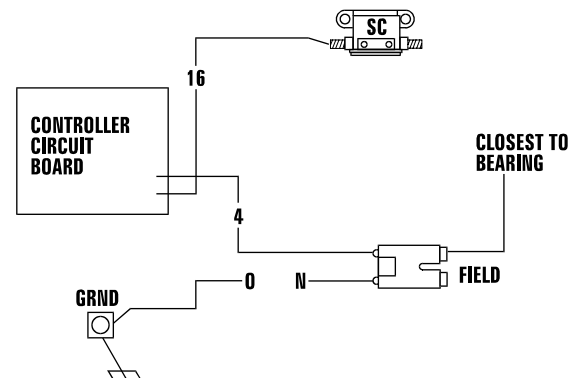 SC
16
CONTROLLER
CIRCUIT
BOARD
CLOSEST TO
BEARING
4
0 N
FIELD
GRND